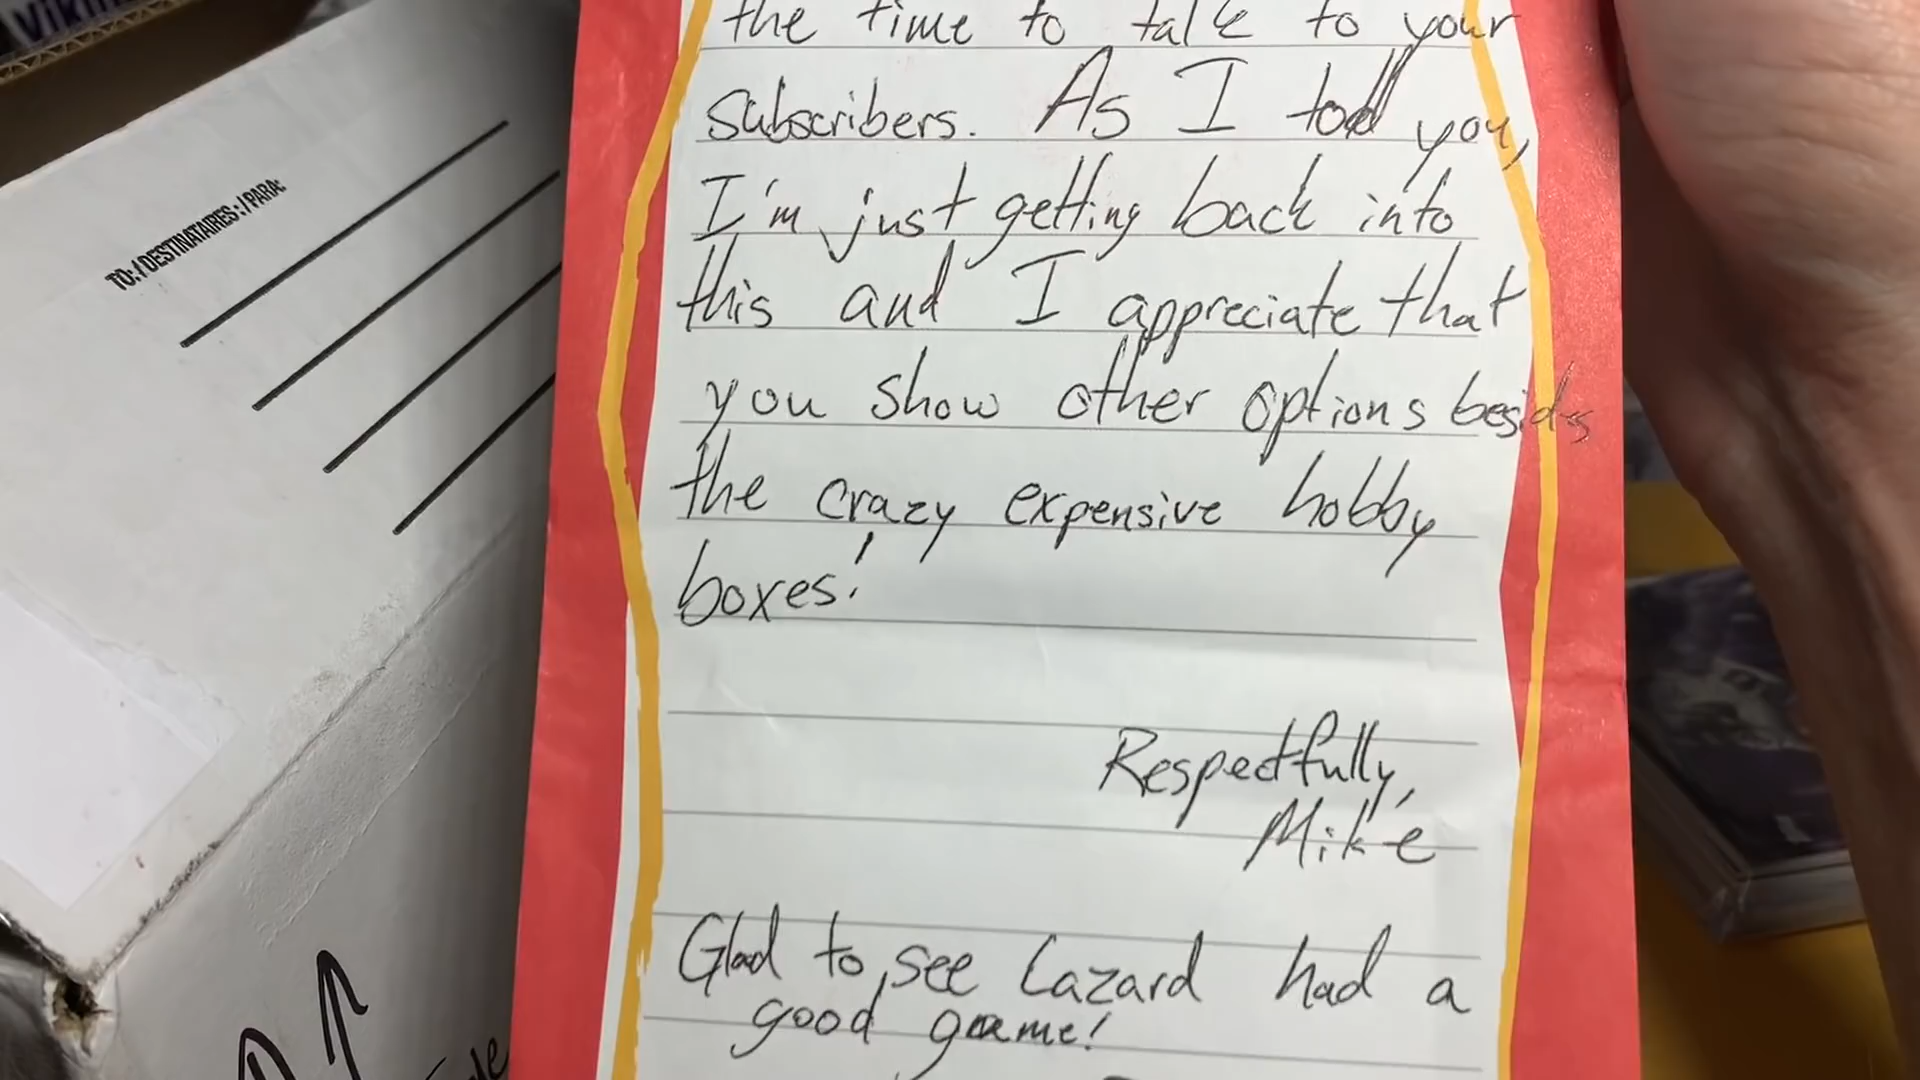 Vikin
TO: / DESTINATAIRES: / PARA:
the time to talk to your
subscribers. As I told you,
I'm just getting back into
this and I appreciate that
you show other options besides
the crazy expensive hobby
boxes!
Respectfully,
Mike
Glad to see Lazard had a
good game!